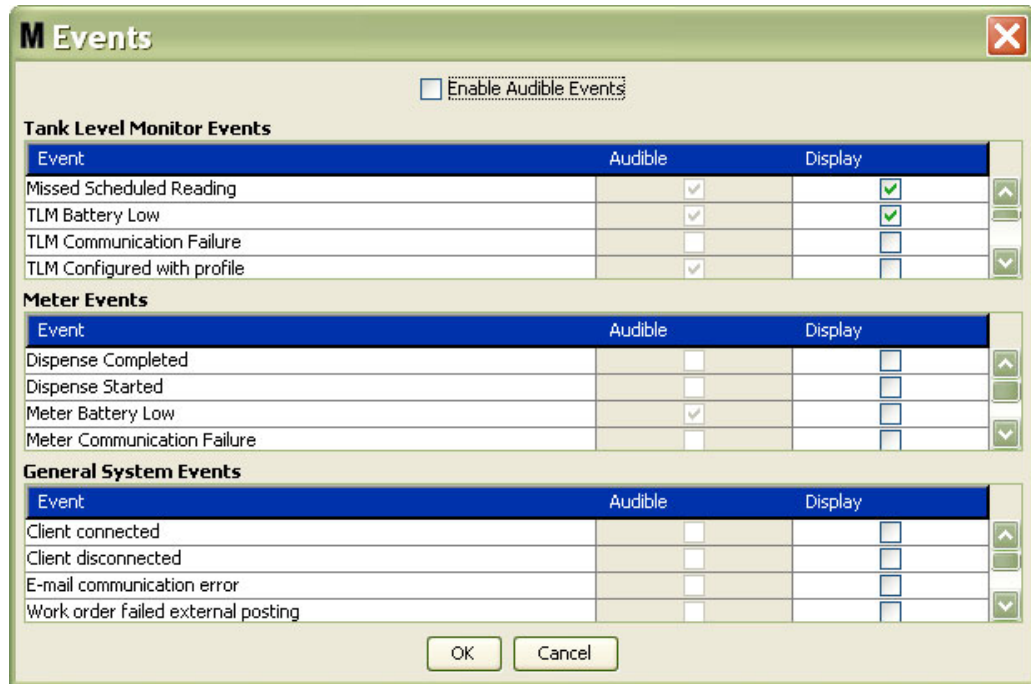 M Events
Enable Audible Events
Tank Level Monitor Events
Event Audible Display
Missed Scheduled Reading
TLM Battery Low
TLM Communication Failure
TLM Configured with profile
Meter Events
Event Audible Display
Dispense Completed
Dispense Started
Meter Battery Low
Meter Communication Failure
General System Events
Event Audible Display
Client connected
Client disconnected
E-mail communication error
Work order failed external posting
OK Cancel